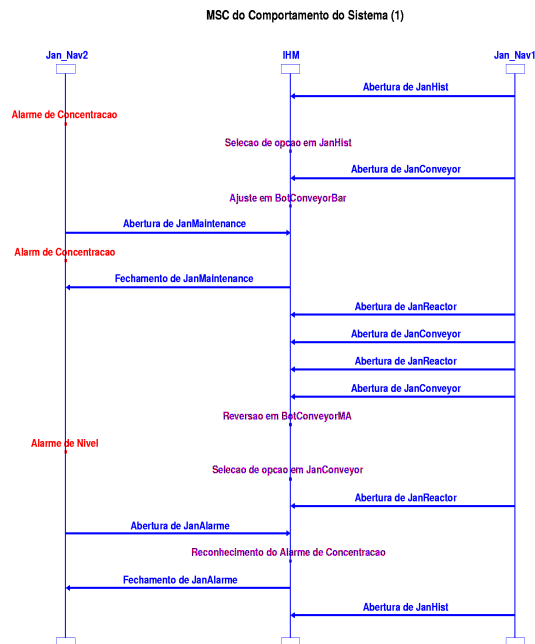 MSC do Comportamento do Sistema (1)
Jan_Nav2
IHM
Jan_Nav1
Abertura de JanHist
Alarme de Concentracao
Selecao de opcao em JanHist
Abertura de JanConveyor
Ajuste em BotConveyorBar
Abertura de JanMaintenance
Alarm de Concentracao
Fechamento de JanMaintenance
Abertura de JanReactor
Abertura de JanConveyor
Abertura de JanReactor
Abertura de JanConveyor
Reversao em BotConveyorMA
Alarme de Nivel
Selecao de opcao em JanConveyor
Abertura de JanReactor
Abertura de JanAlarme
Reconhecimento do Alarme de Concentracao
Fechamento de JanAlarme
Abertura de JanHist